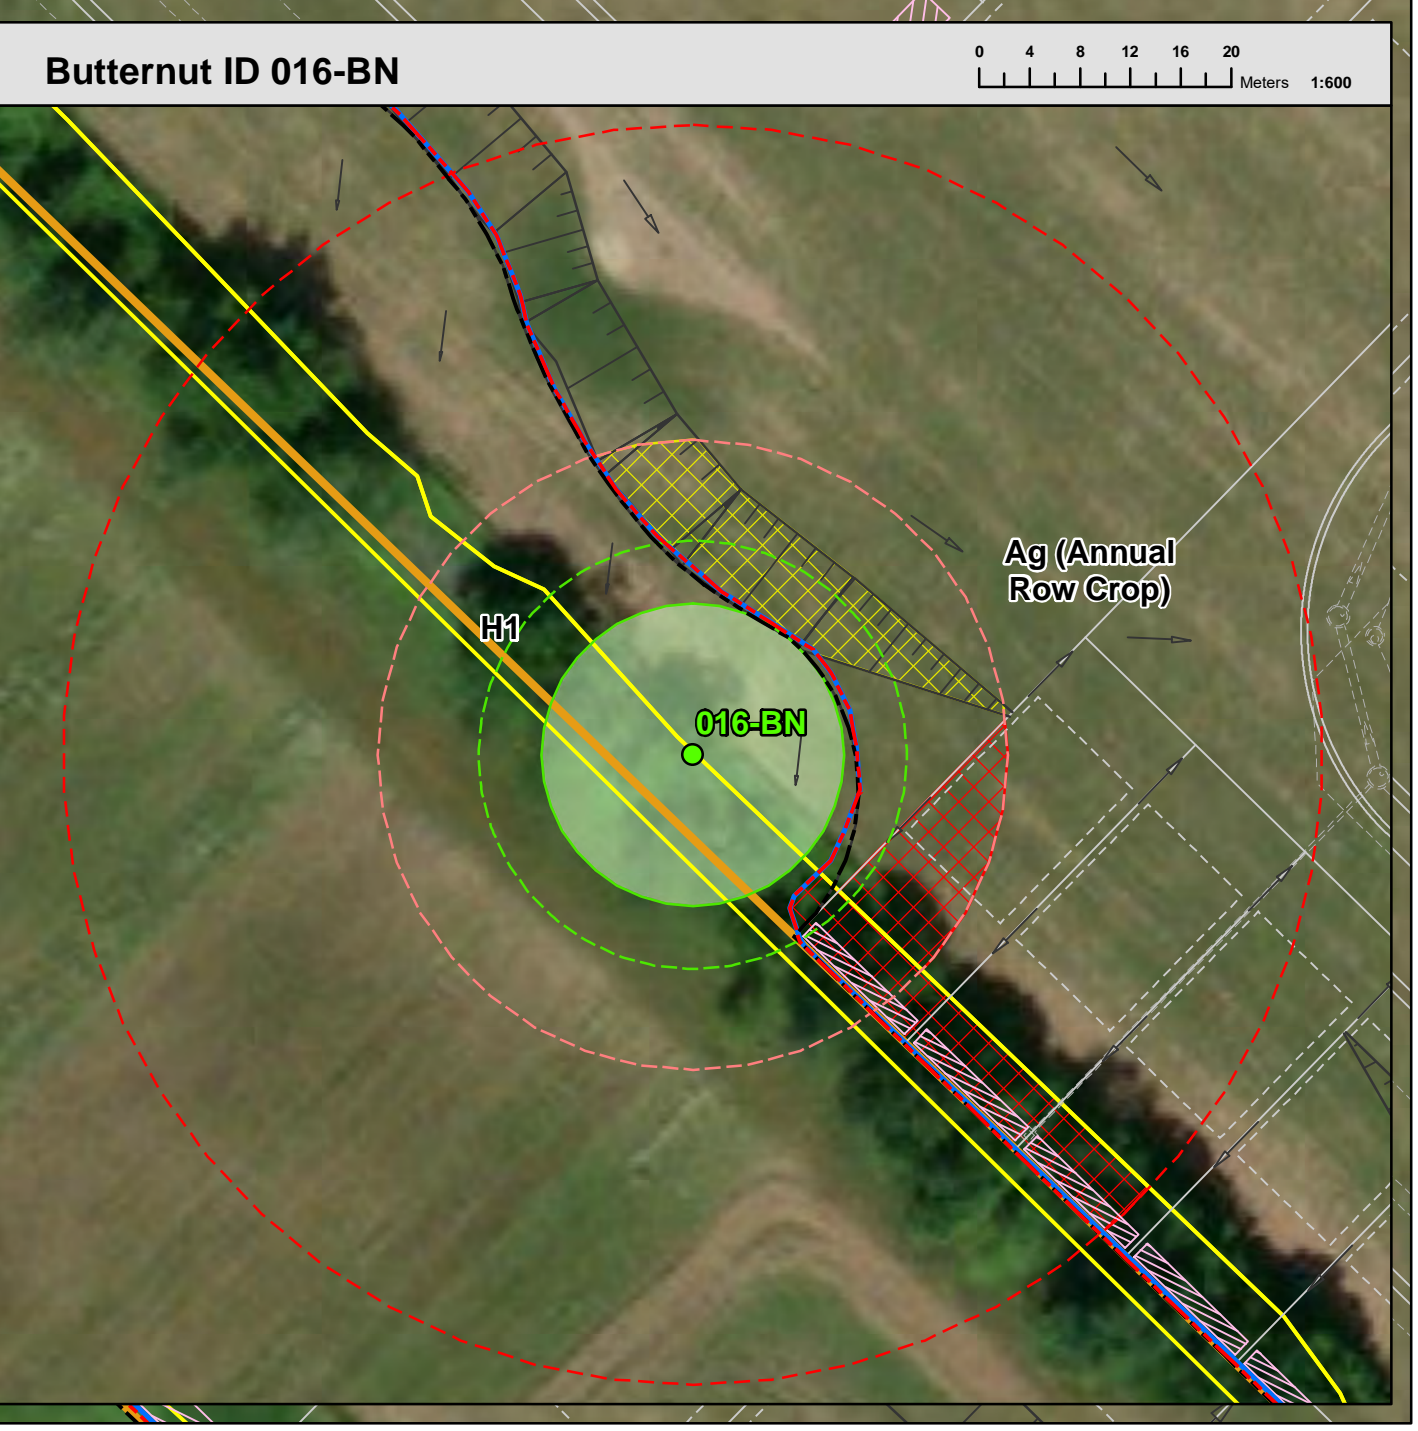 Butternut ID 016-BN
0 4 8 12 16 20
Meters 1:600
Ag (Annual
Row Crop)
H1
016-BN